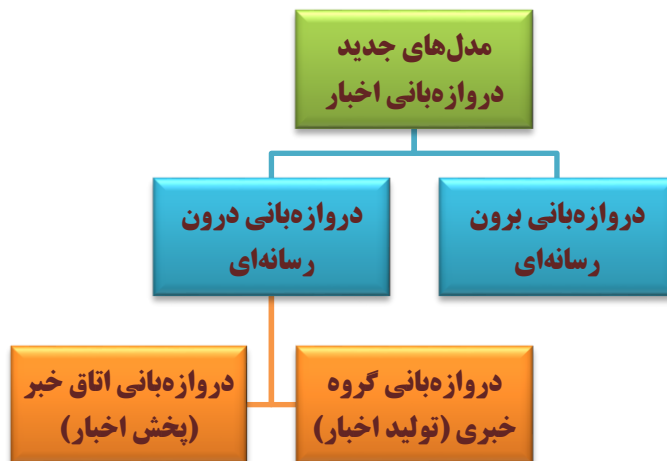 مدل‌های جدید
دروازه‌بانی اخبار
دروازه‌بانی برون
رسانه‌ای
دروازه‌بانی درون
رسانه‌ای
دروازه‌بانی گروه
خبری (تولید اخبار)
دروازه‌بانی اتاق خبر
(پخش اخبار)